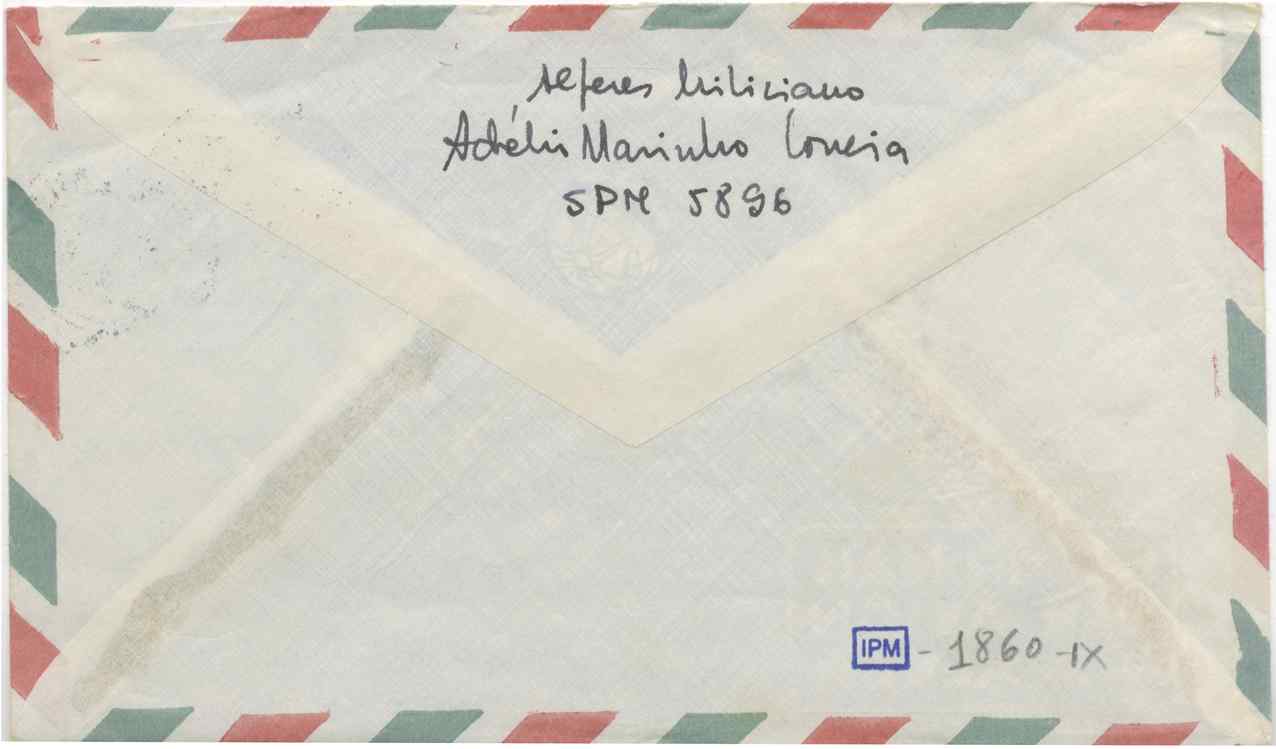 Alferes Miliciano
Adélio Marinho Correia
SPM 5896
IPM - 1860 - IX